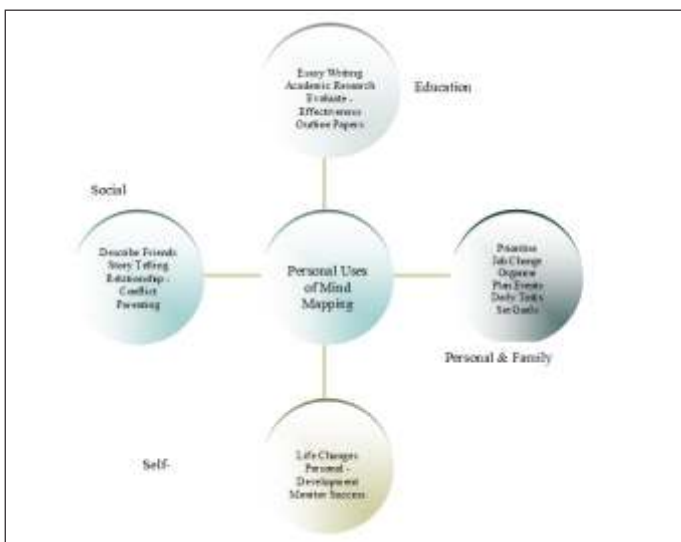 Essay Writing
Academic Research
Evaluate -
Effectiveness
Outline Papers
Education
Social
Describe Friends
Story Telling
Relationship -
Conflict
Parenting
Personal Uses
of Mind
Mapping
Prioritise
Job Change
Organise
Plan Events
Daily Tasks
Set Goals
Personal & Family
Self-
Life Changes
Personal -
Development
Monitor Success